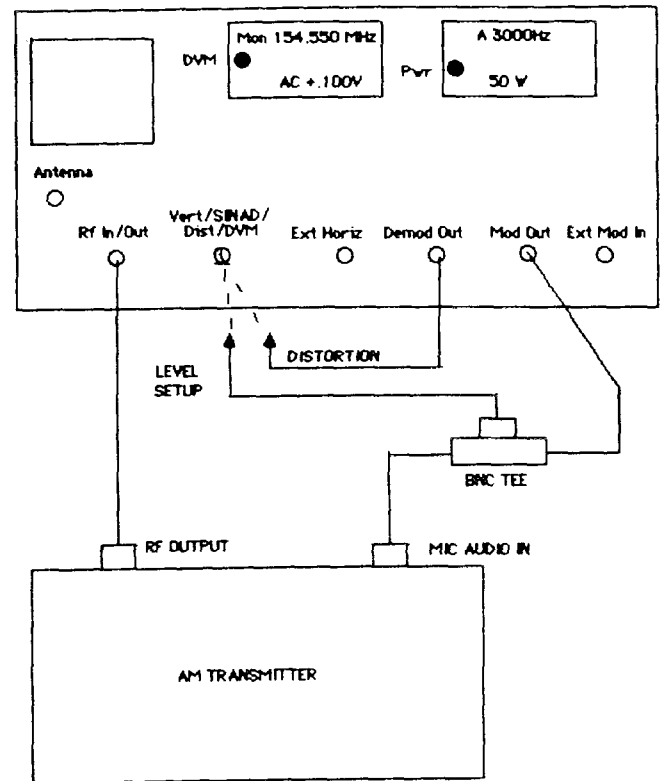 Mon 154.550 MHz
DVM
AC +.100V
A 3000Hz
Pwr
50 W
Antenna
Rf In/Out
Vert/SINAD/
Dist/DVM
Ext Horiz
Demod Out
Mod Out
Ext Mod In
LEVEL
SETUP
DISTORTION
BNC TEE
RF OUTPUT
MIC AUDIO IN
AM TRANSMITTER